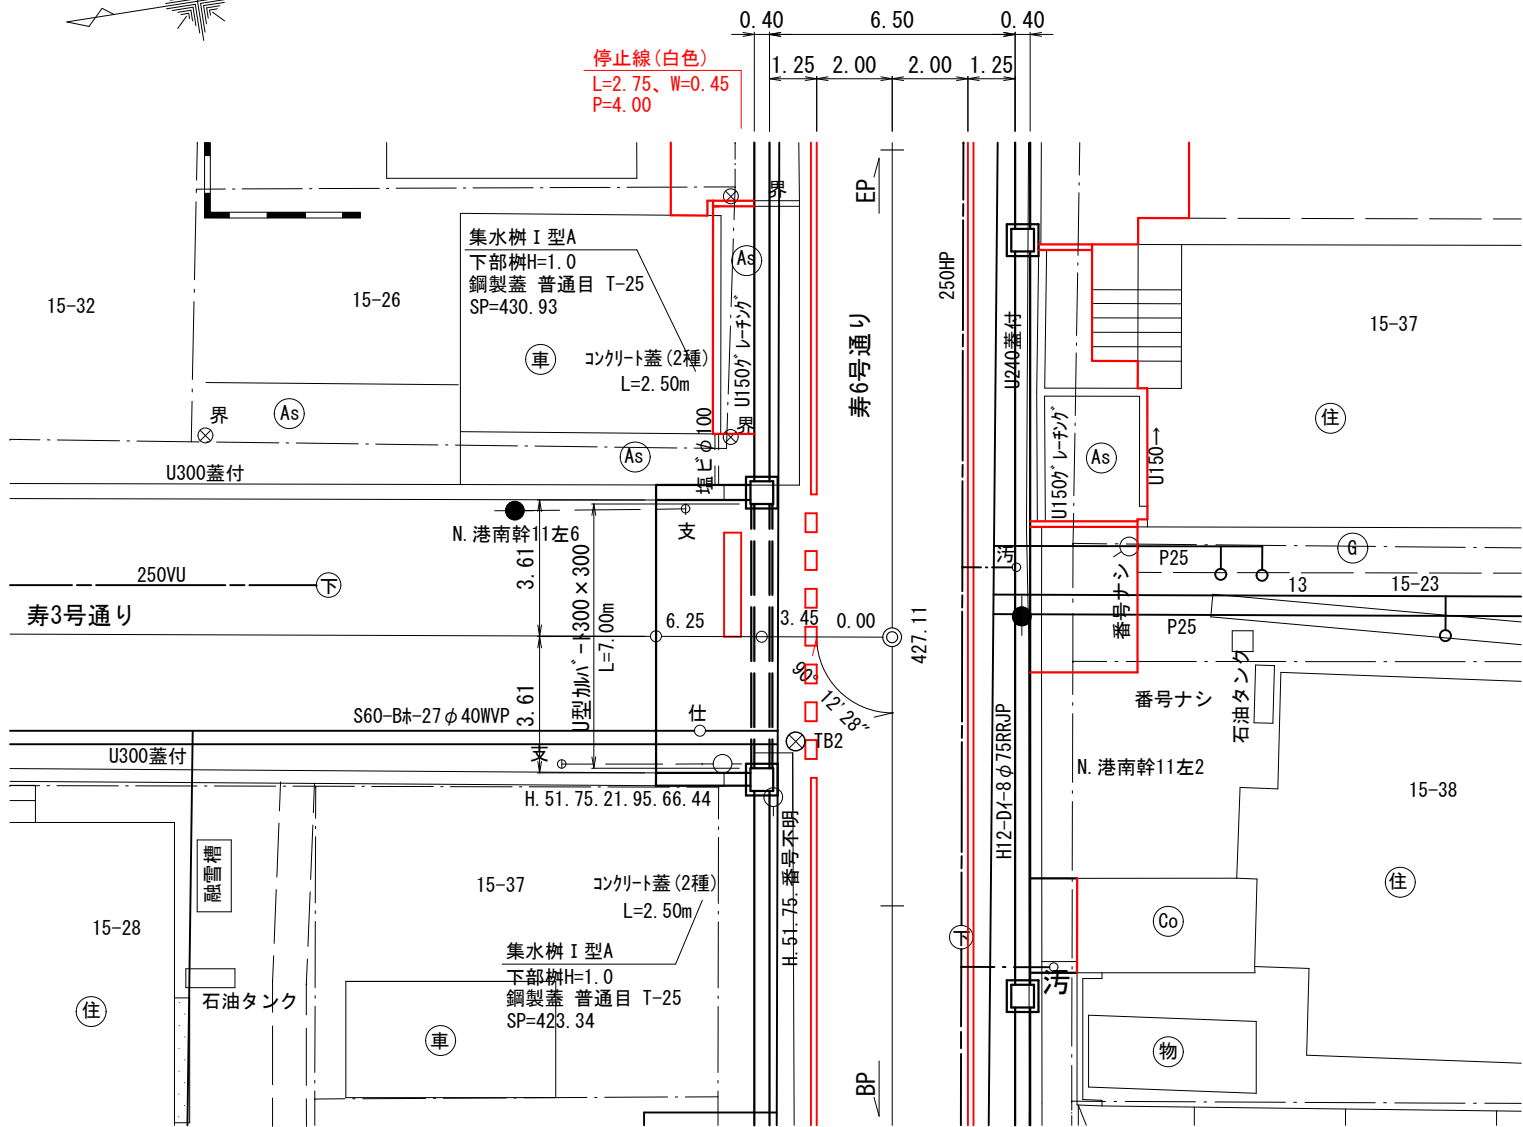 0.40 6.50 0.40
1.25 2.00 2.00 1.25
停止線(白色)
L=2.75、W=0.45
P=4.00
EP
界
集水桝Ⅰ型A
下部桝H=1.0
鋼製蓋 普通目 T-25
SP=430.93
As
250HP
15-32
15-26
15-37
寿6号通り
U240蓋付
U150グレーチング
車
コンクリート蓋(2種)
L=2.50m
As
界
界
住
塩ビφ100
U150グレーチング
As
U150→
As
U300蓋付
N.港南幹11左6
支
3.61
U型カルバート300×300
L=7.00m
汚
P25
G
250VU
下
13
15-23
寿3号通り
6.25
3.45
0.00
427.11
番号ナシ
P25
90°12'28"
石油タンク
番号ナシ
3.61
S60-Bホ-27φ40WVP
仕
TB2
U300蓋付
支
H12-Dイ-8φ75RRJP
N.港南幹11左2
15-38
H.51.75.21.95.66.44
H.51.75.番号不明
融雪槽
15-37
コンクリート蓋(2種)
L=2.50m
住
15-28
Co
下
集水桝Ⅰ型A
下部桝H=1.0
鋼製蓋 普通目 T-25
SP=423.34
汚
石油タンク
住
車
物
BP